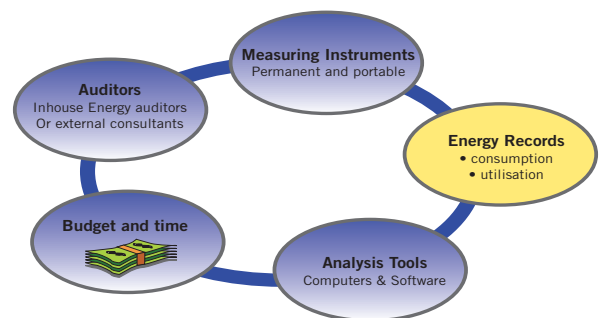 Measuring Instruments
Permanent and portable
Auditors
Inhouse Energy auditors
Or external consultants
Energy Records
• consumption
• utilisation
Budget and time
Analysis Tools
Computers & Software